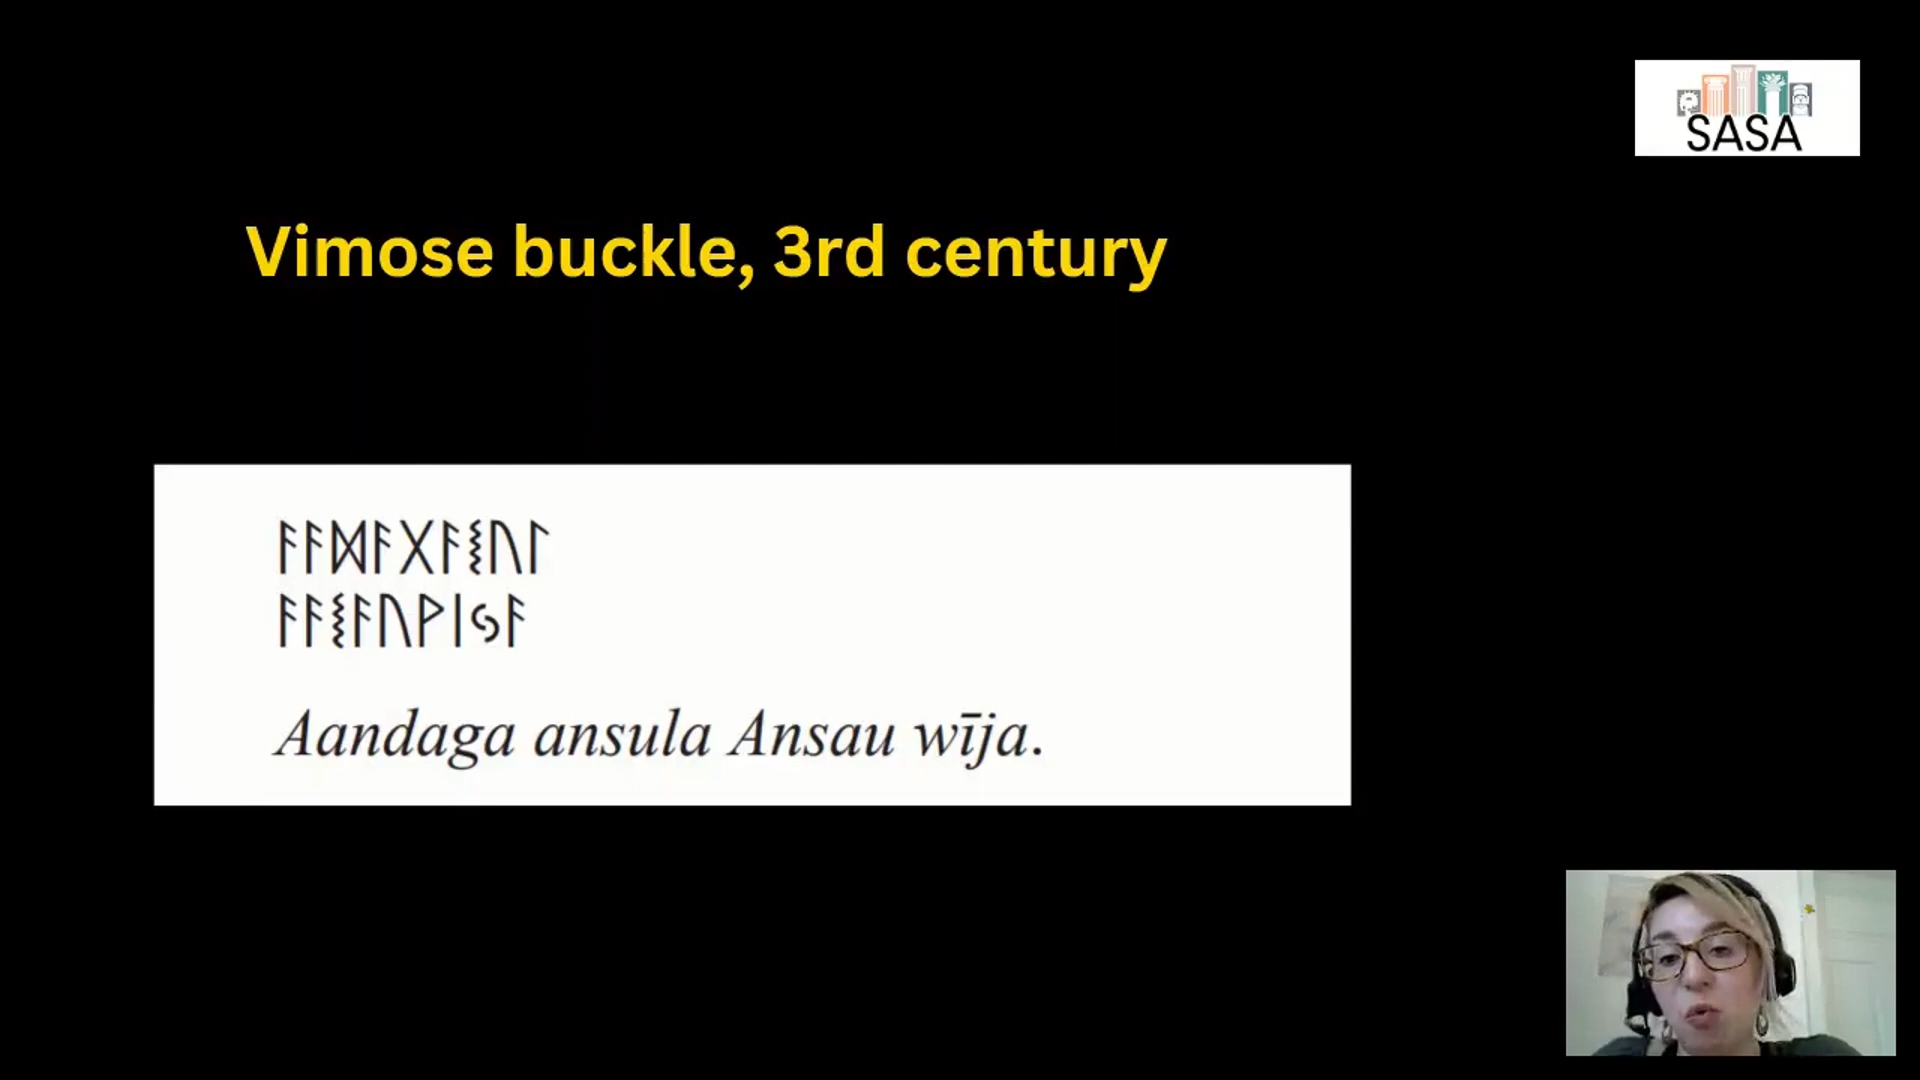 SASA
Vimose buckle, 3rd century
ᚨᚨᛞᚨᚷᚨᛊᚢᛚ
ᚨᚨᛊᚨᚢᚹᛁᛃᚨ
Aandaga ansula Ansau wīja.